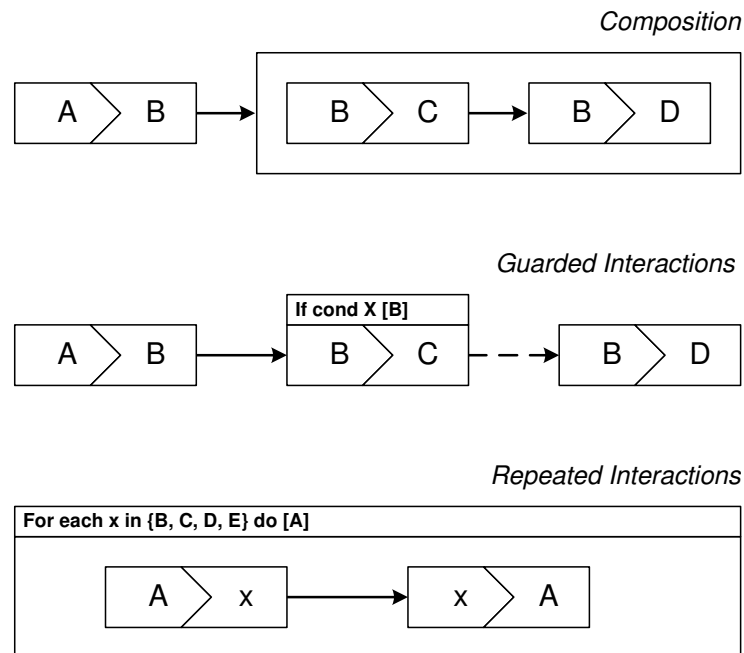 Composition
A B B C B D
Guarded Interactions
If cond X [B]
A B B C B D
Repeated Interactions
For each x in {B, C, D, E} do [A]
A x x A